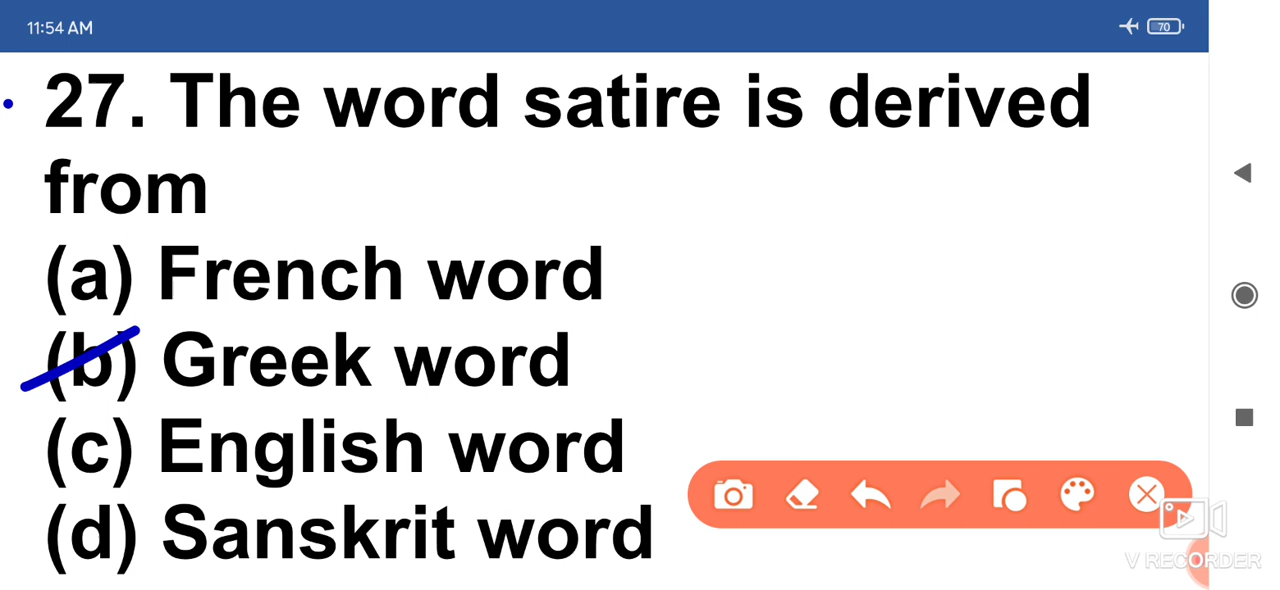 11:54 AM
70
27. The word satire is derived
from
(a) French word
(b) Greek word
(c) English word
(d) Sanskrit word
V RECORDER